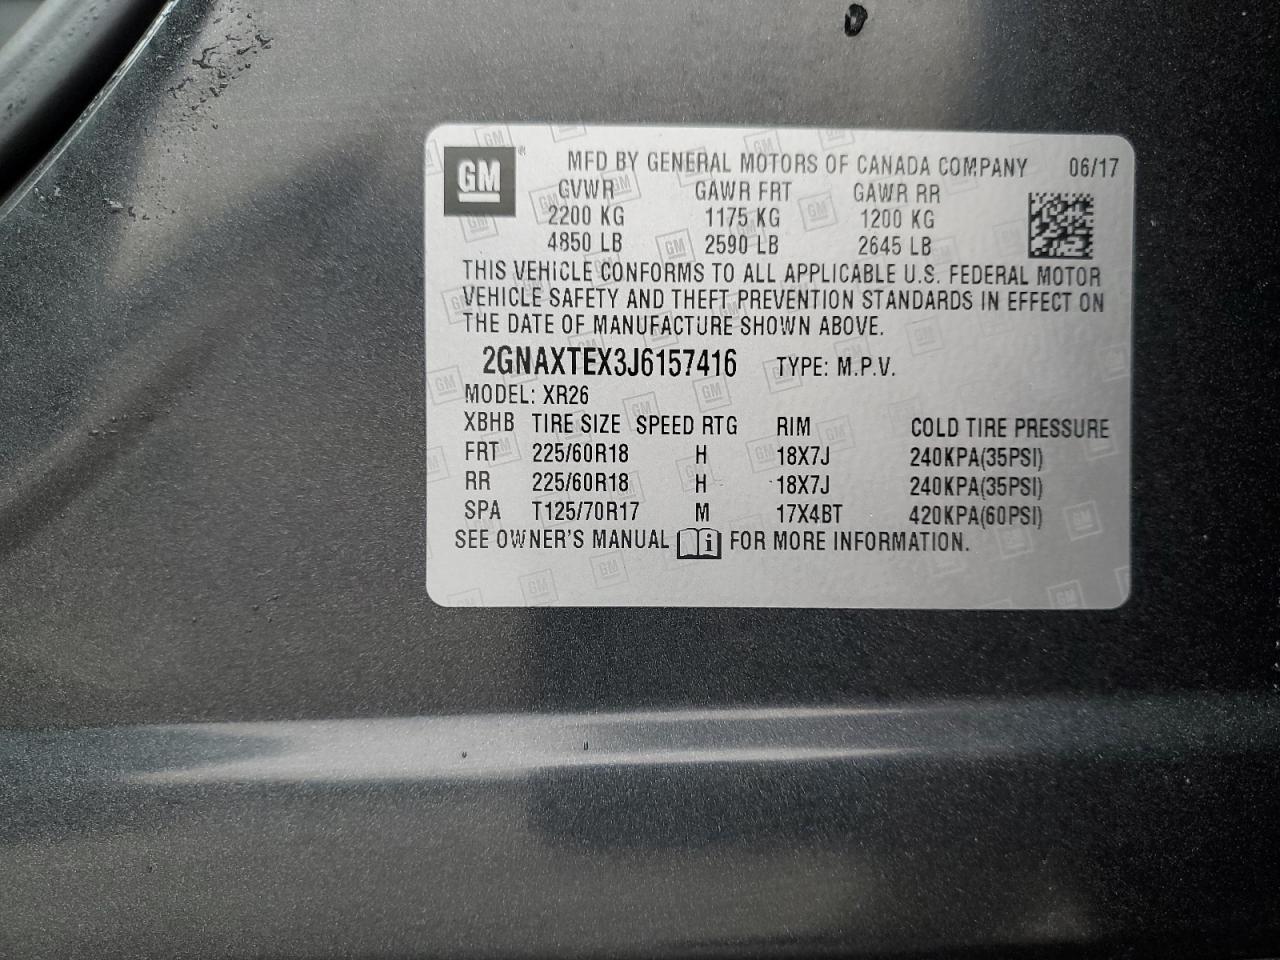 GM ® MFD BY GENERAL MOTORS OF CANADA COMPANY 06/17
GVWR GAWR FRT GAWR RR
2200 KG 1175 KG 1200 KG
4850 LB 2590 LB 2645 LB
THIS VEHICLE CONFORMS TO ALL APPLICABLE U.S. FEDERAL MOTOR
VEHICLE SAFETY AND THEFT PREVENTION STANDARDS IN EFFECT ON
THE DATE OF MANUFACTURE SHOWN ABOVE.
2GNAXTEX3J6157416 TYPE: M.P.V.
MODEL: XR26
XBHB TIRE SIZE SPEED RTG RIM COLD TIRE PRESSURE
FRT 225/60R18 H 18X7J 240KPA(35PSI)
RR 225/60R18 H 18X7J 240KPA(35PSI)
SPA T125/70R17 M 17X4BT 420KPA(60PSI)
SEE OWNER'S MANUAL i FOR MORE INFORMATION.